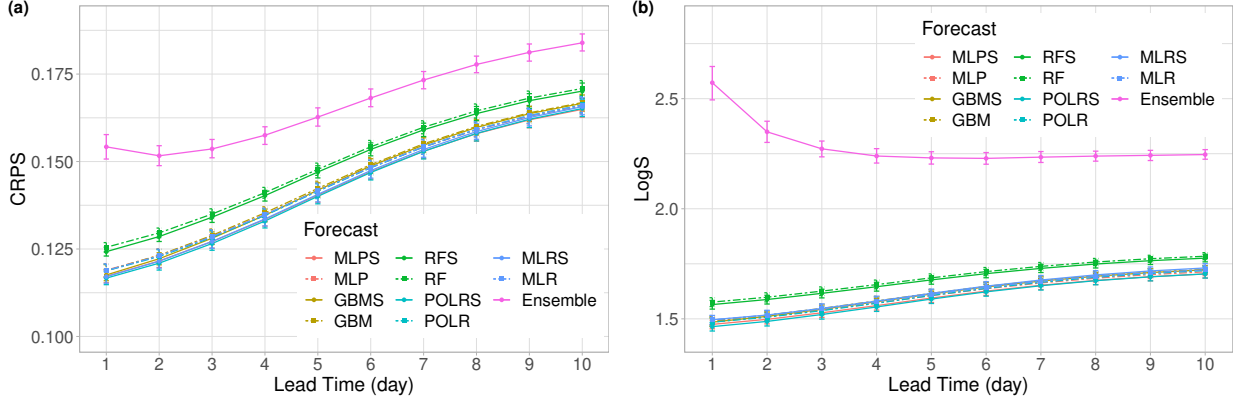 (a)
CRPS
0.175
0.150
0.125
0.100
Forecast
MLPS RFS MLRS
MLP RF MLR
GBMS POLRS Ensemble
GBM POLR
1 2 3 4 5 6 7 8 9 10
Lead Time (day)
(b)
LogS
2.5
2.0
1.5
Forecast
MLPS RFS MLRS
MLP RF MLR
GBMS POLRS Ensemble
GBM POLR
1 2 3 4 5 6 7 8 9 10
Lead Time (day)